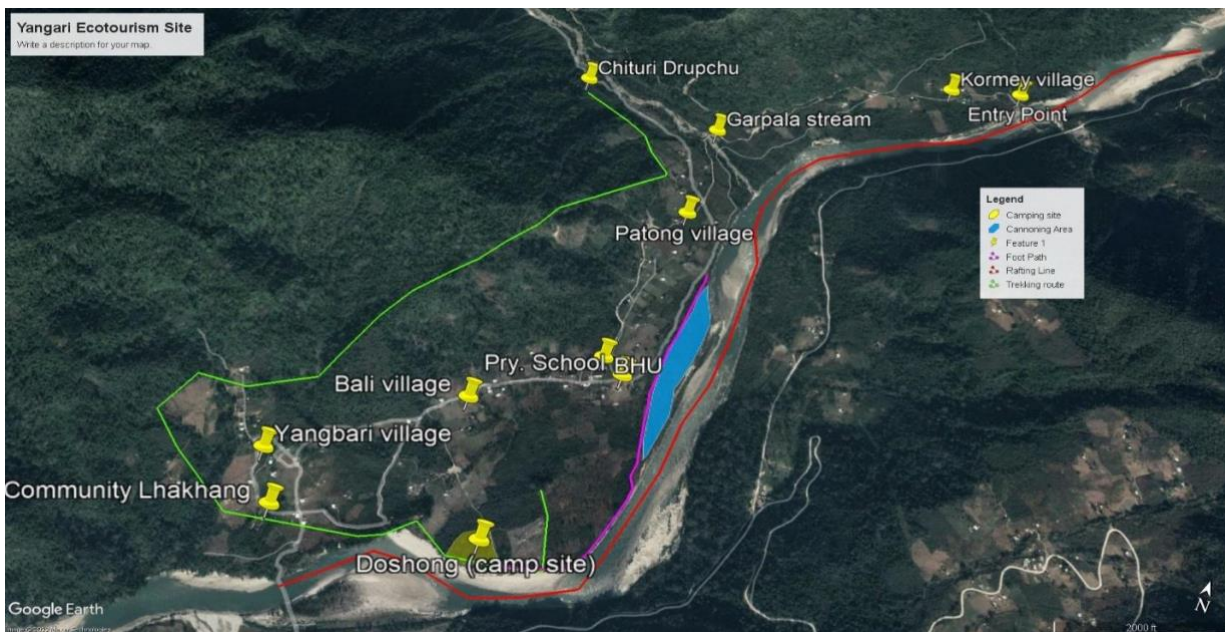 Yangari Ecotourism Site
Write a description for your map.
Chituri Drupchu
Kormey village
Entry Point
Garpala stream
Patong village
Legend
Camping site
Cannoning Area
Feature 1
Foot Path
Rafting Line
Trekking route
Pry. School
BHU
Bali village
Yangbari village
Community Lhakhang
Doshong (camp site)
Google Earth
N
2000 ft